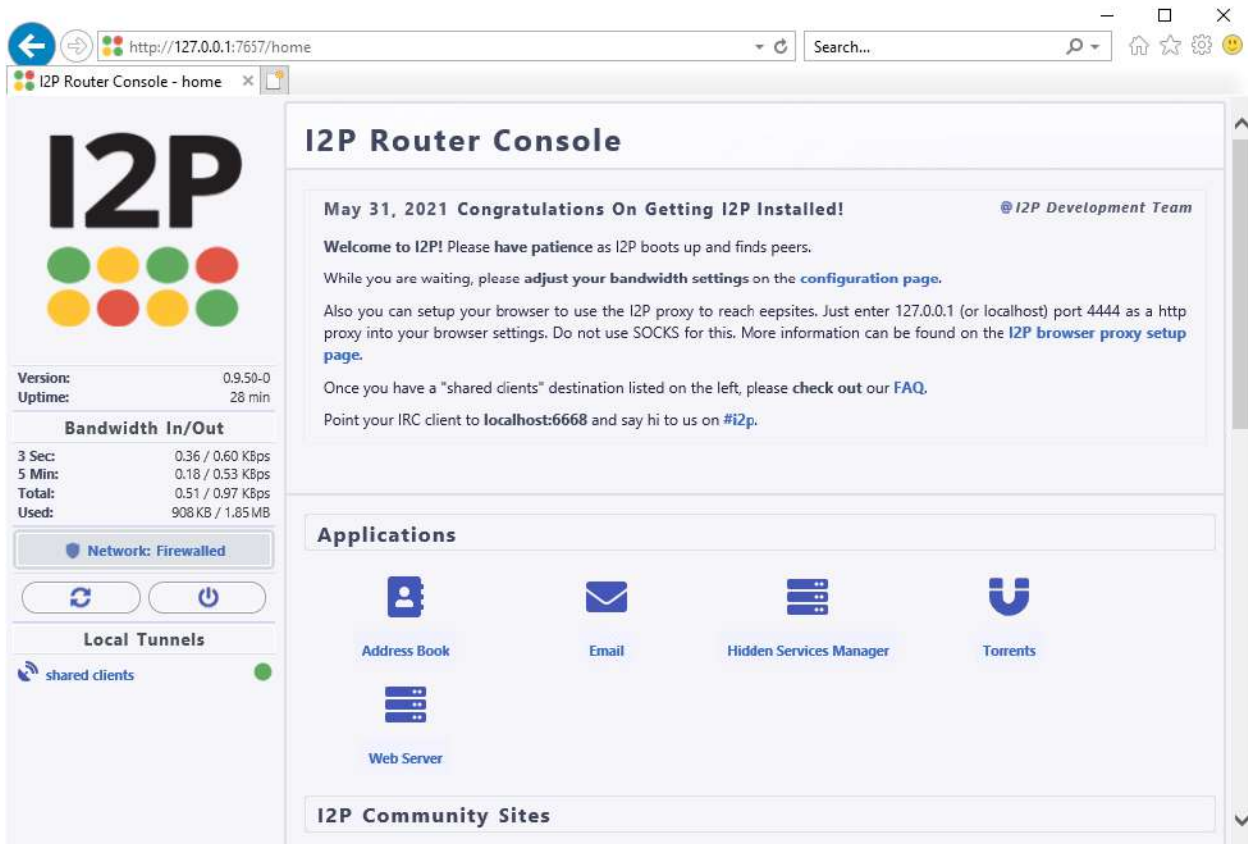 http://127.0.0.1:7657/home
Search...
I2P Router Console - home
I2P
Version: 0.9.50-0
Uptime: 28 min
Bandwidth In/Out
3 Sec: 0.36 / 0.60 KBps
5 Min: 0.18 / 0.53 KBps
Total: 0.51 / 0.97 KBps
Used: 908 KB / 1.85 MB
Network: Firewalled
Local Tunnels
shared clients
I2P Router Console
May 31, 2021 Congratulations On Getting I2P Installed! @ I2P Development Team
Welcome to I2P! Please have patience as I2P boots up and finds peers.
While you are waiting, please adjust your bandwidth settings on the configuration page.
Also you can setup your browser to use the I2P proxy to reach eepsites. Just enter 127.0.0.1 (or localhost) port 4444 as a http
proxy into your browser settings. Do not use SOCKS for this. More information can be found on the I2P browser proxy setup
page.
Once you have a "shared clients" destination listed on the left, please check out our FAQ.
Point your IRC client to localhost:6668 and say hi to us on #i2p.
Applications
Address Book
Email
Hidden Services Manager
Torrents
Web Server
I2P Community Sites